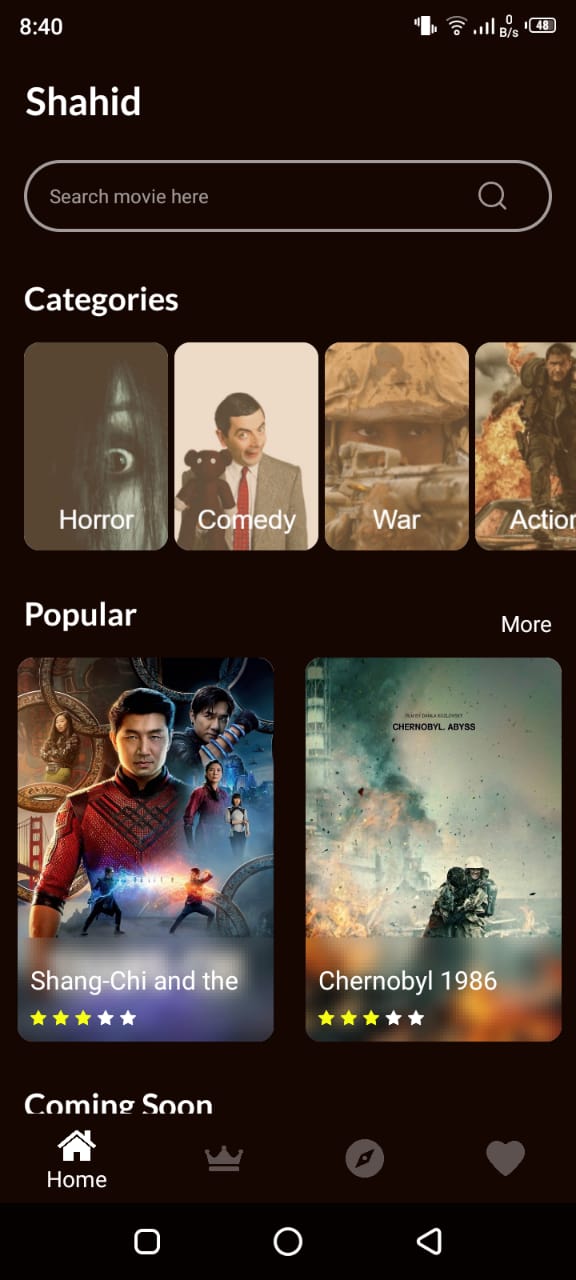 8:40
0
B/s
48
Shahid
Search movie here
Categories
Horror
Comedy
War
Action
Popular
More
CHERNOBYL. ABYSS
Shang-Chi and the
Chernobyl 1986
Coming Soon
Home